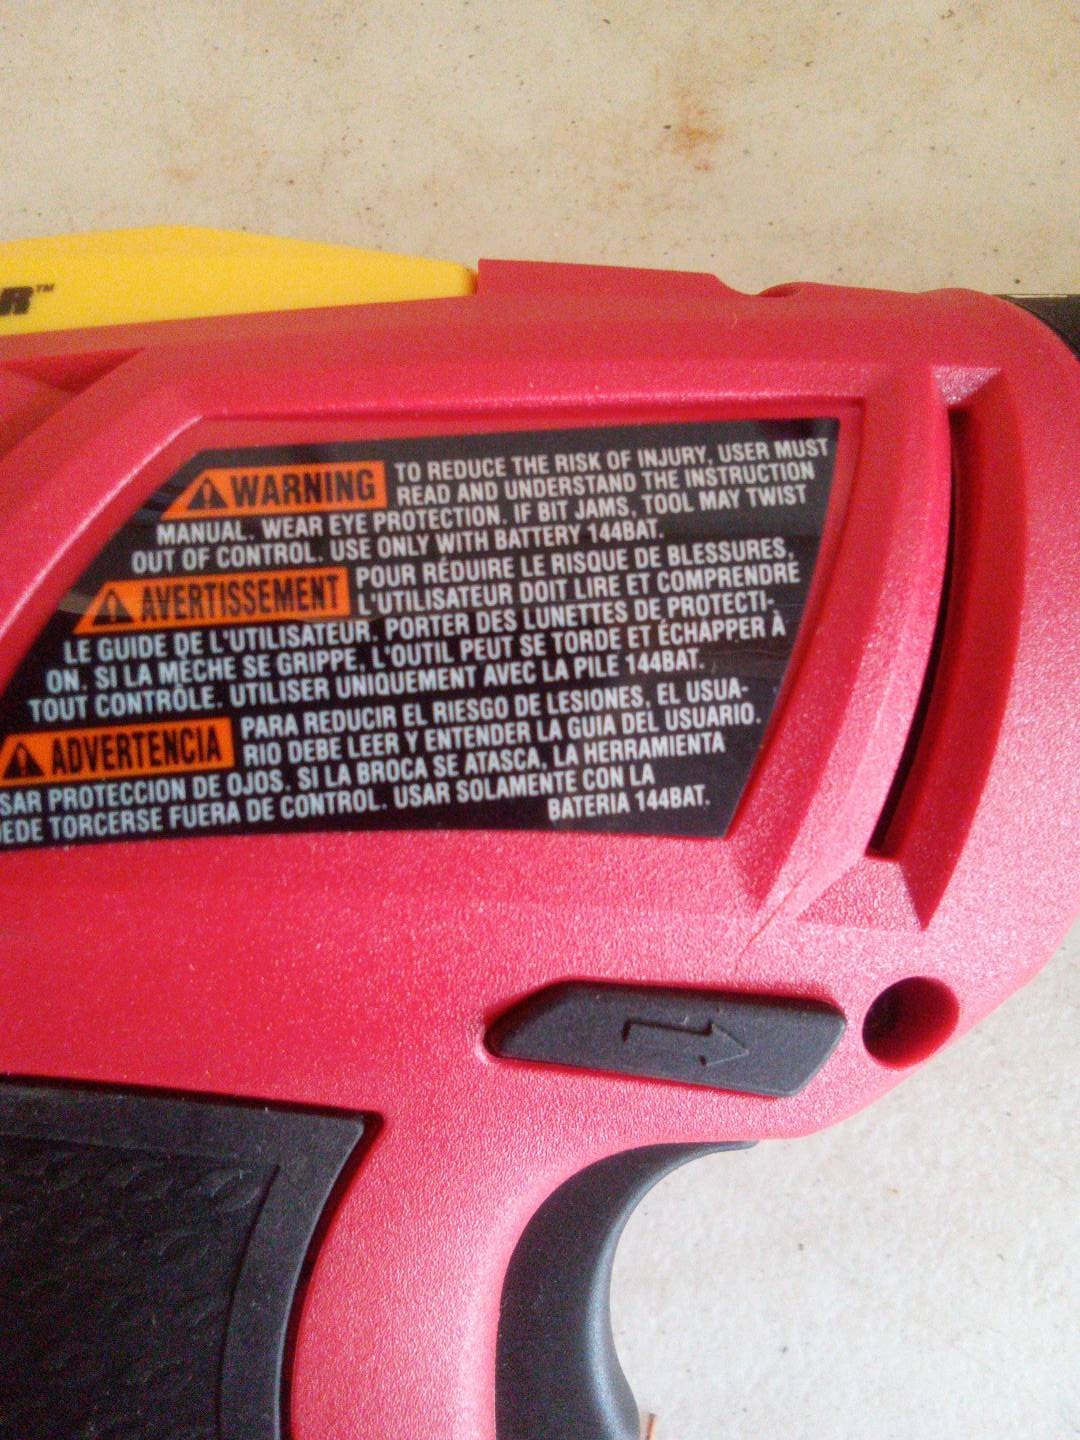 R™
WARNING TO REDUCE THE RISK OF INJURY, USER MUST
READ AND UNDERSTAND THE INSTRUCTION
MANUAL. WEAR EYE PROTECTION. IF BIT JAMS, TOOL MAY TWIST
OUT OF CONTROL. USE ONLY WITH BATTERY 144BAT.
AVERTISSEMENT POUR RÉDUIRE LE RISQUE DE BLESSURES,
L'UTILISATEUR DOIT LIRE ET COMPRENDRE
LE GUIDE DE L'UTILISATEUR. PORTER DES LUNETTES DE PROTECTI-
ON. SI LA MÈCHE SE GRIPPE, L'OUTIL PEUT SE TORDE ET ÉCHAPPER À
TOUT CONTRÔLE. UTILISER UNIQUEMENT AVEC LA PILE 144BAT.
ADVERTENCIA PARA REDUCIR EL RIESGO DE LESIONES, EL USUA-
RIO DEBE LEER Y ENTENDER LA GUIA DEL USUARIO.
SAR PROTECCION DE OJOS. SI LA BROCA SE ATASCA, LA HERRAMIENTA
EDE TORCERSE FUERA DE CONTROL. USAR SOLAMENTE CON LA
BATERIA 144BAT.